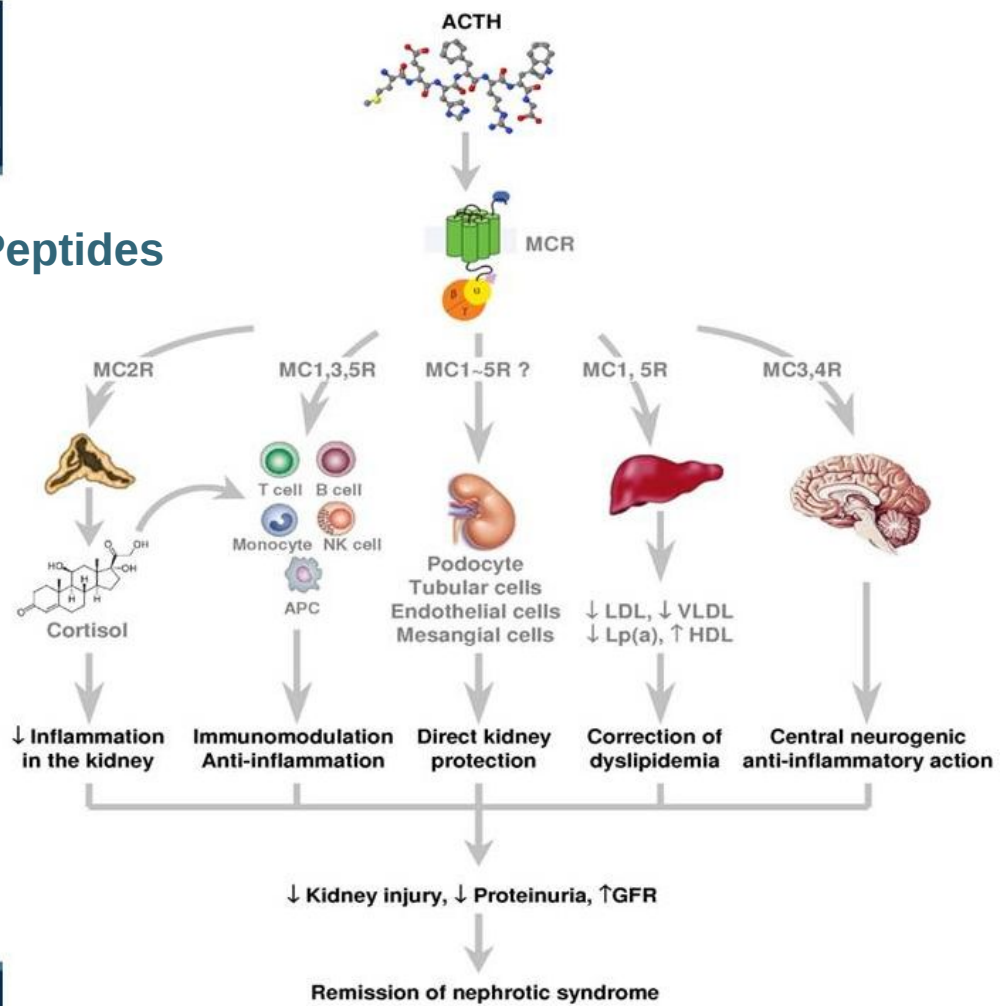 ACTH
Peptides
MCR
β
α
γ
MC2R
MC1,3,5R
MC1~5R ?
MC1, 5R
MC3,4R
T cell
B cell
Monocyte
NK cell
APC
O
OH
HO
OH
H
H
H
O
Cortisol
Podocyte
Tubular cells
Endothelial cells
Mesangial cells
↓ LDL, ↓ VLDL
↓ Lp(a), ↑ HDL
↓ Inflammation
in the kidney
Immunomodulation
Anti-inflammation
Direct kidney
protection
Correction of
dyslipidemia
Central neurogenic
anti-inflammatory action
↓ Kidney injury, ↓ Proteinuria, ↑GFR
Remission of nephrotic syndrome